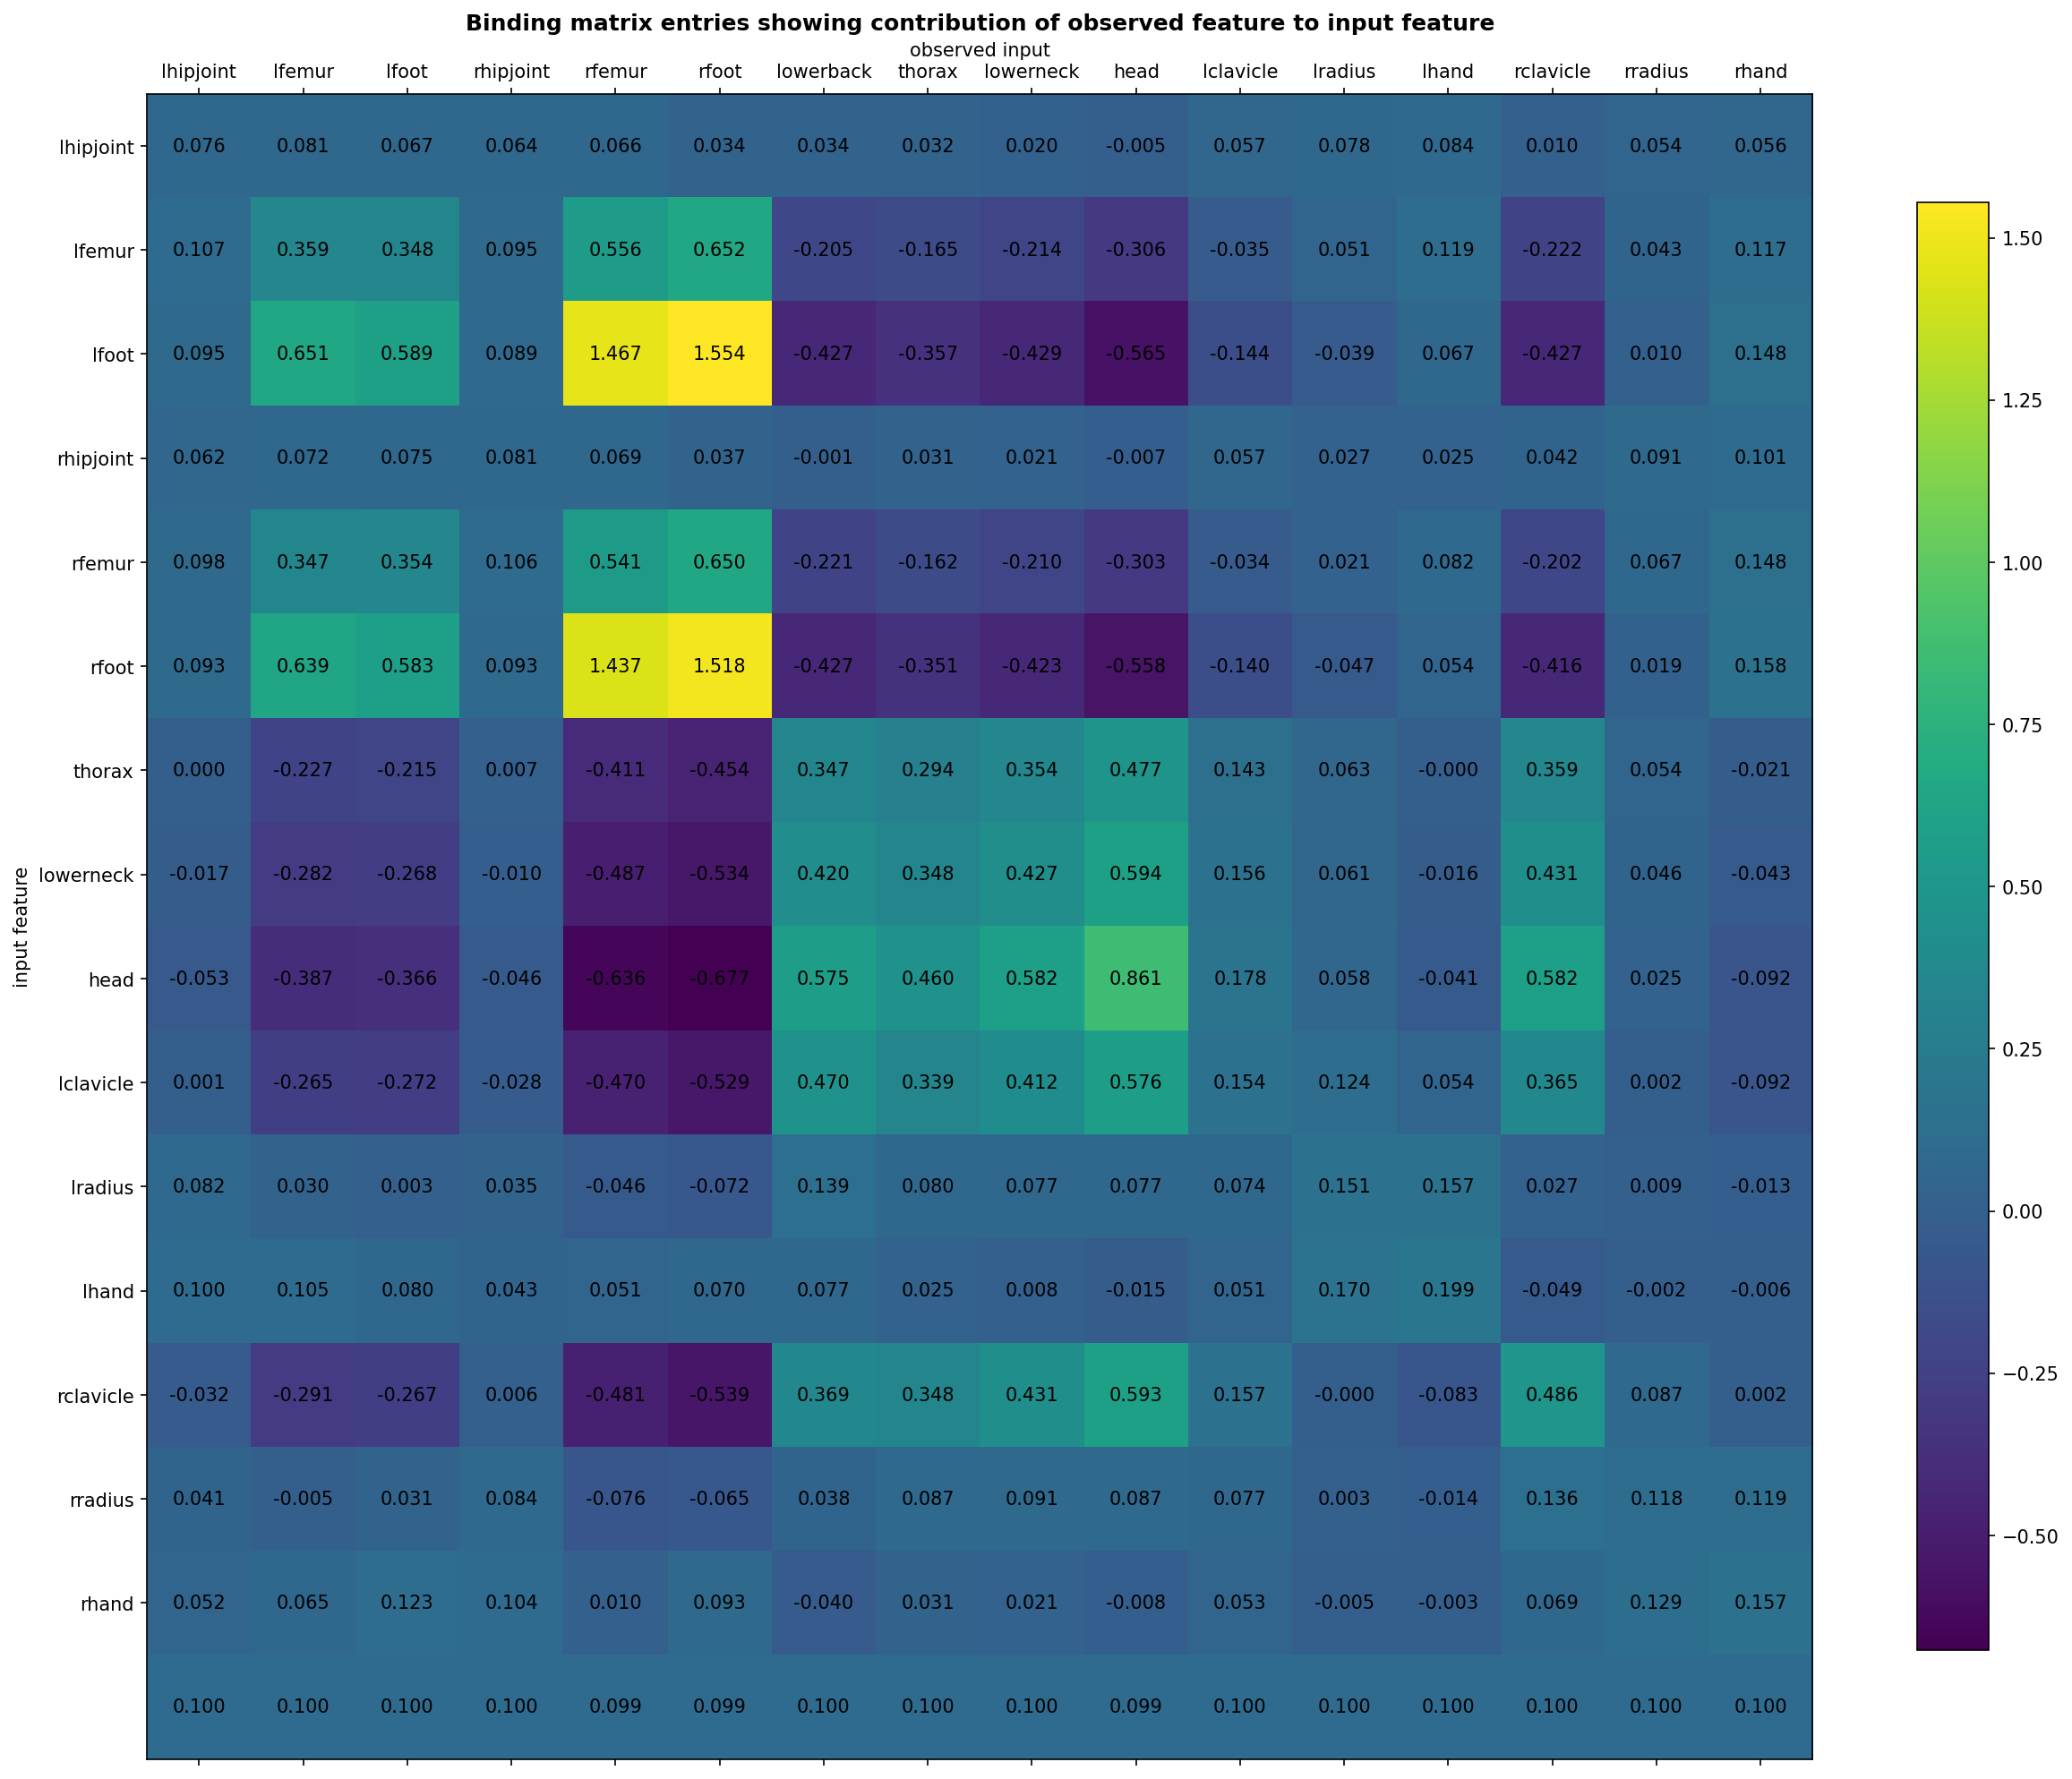 Binding matrix entries showing contribution of observed feature to input feature
observed input
lhipjoint lfemur lfoot rhipjoint rfemur rfoot lowerback thorax lowerneck head lclavicle lradius lhand rclavicle rradius rhand
lhipjoint 0.076 0.081 0.067 0.064 0.066 0.034 0.034 0.032 0.020 -0.005 0.057 0.078 0.084 0.010 0.054 0.056
lfemur 0.107 0.359 0.348 0.095 0.556 0.652 -0.205 -0.165 -0.214 -0.306 -0.035 0.051 0.119 -0.222 0.043 0.117
lfoot 0.095 0.651 0.589 0.089 1.467 1.554 -0.427 -0.357 -0.429 -0.565 -0.144 -0.039 0.067 -0.427 0.010 0.148
rhipjoint 0.062 0.072 0.075 0.081 0.069 0.037 -0.001 0.031 0.021 -0.007 0.057 0.027 0.025 0.042 0.091 0.101
rfemur 0.098 0.347 0.354 0.106 0.541 0.650 -0.221 -0.162 -0.210 -0.303 -0.034 0.021 0.082 -0.202 0.067 0.148
rfoot 0.093 0.639 0.583 0.093 1.437 1.518 -0.427 -0.351 -0.423 -0.558 -0.140 -0.047 0.054 -0.416 0.019 0.158
thorax 0.000 -0.227 -0.215 0.007 -0.411 -0.454 0.347 0.294 0.354 0.477 0.143 0.063 -0.000 0.359 0.054 -0.021
lowerneck -0.017 -0.282 -0.268 -0.010 -0.487 -0.534 0.420 0.348 0.427 0.594 0.156 0.061 -0.016 0.431 0.046 -0.043
head -0.053 -0.387 -0.366 -0.046 -0.636 -0.677 0.575 0.460 0.582 0.861 0.178 0.058 -0.041 0.582 0.025 -0.092
lclavicle 0.001 -0.265 -0.272 -0.028 -0.470 -0.529 0.470 0.339 0.412 0.576 0.154 0.124 0.054 0.365 0.002 -0.092
lradius 0.082 0.030 0.003 0.035 -0.046 -0.072 0.139 0.080 0.077 0.077 0.074 0.151 0.157 0.027 0.009 -0.013
lhand 0.100 0.105 0.080 0.043 0.051 0.070 0.077 0.025 0.008 -0.015 0.051 0.170 0.199 -0.049 -0.002 -0.006
rclavicle -0.032 -0.291 -0.267 0.006 -0.481 -0.539 0.369 0.348 0.431 0.593 0.157 -0.000 -0.083 0.486 0.087 0.002
rradius 0.041 -0.005 0.031 0.084 -0.076 -0.065 0.038 0.087 0.091 0.087 0.077 0.003 -0.014 0.136 0.118 0.119
rhand 0.052 0.065 0.123 0.104 0.010 0.093 -0.040 0.031 0.021 -0.008 0.053 -0.005 -0.003 0.069 0.129 0.157
0.100 0.100 0.100 0.100 0.099 0.099 0.100 0.100 0.100 0.099 0.100 0.100 0.100 0.100 0.100 0.100
input feature
1.50
1.25
1.00
0.75
0.50
0.25
0.00
−0.25
−0.50